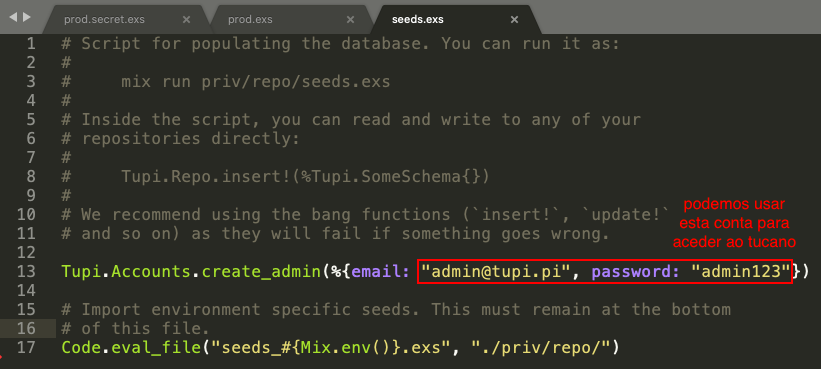 prod.secret.exs
prod.exs
seeds.exs
1 # Script for populating the database. You can run it as:
2 #
3 #     mix run priv/repo/seeds.exs
4 #
5 # Inside the script, you can read and write to any of your
6 # repositories directly:
7 #
8 #     Tupi.Repo.insert!(%Tupi.SomeSchema{})
9 #
10 # We recommend using the bang functions (`insert!`, `update!`
11 # and so on) as they will fail if something goes wrong.
12
podemos usar
esta conta para
aceder ao tucano
13 Tupi.Accounts.create_admin(%{email: "admin@tupi.pi", password: "admin123"})
14
15 # Import environment specific seeds. This must remain at the bottom
16 # of this file.
17 Code.eval_file("seeds_#{Mix.env()}.exs", "./priv/repo/")